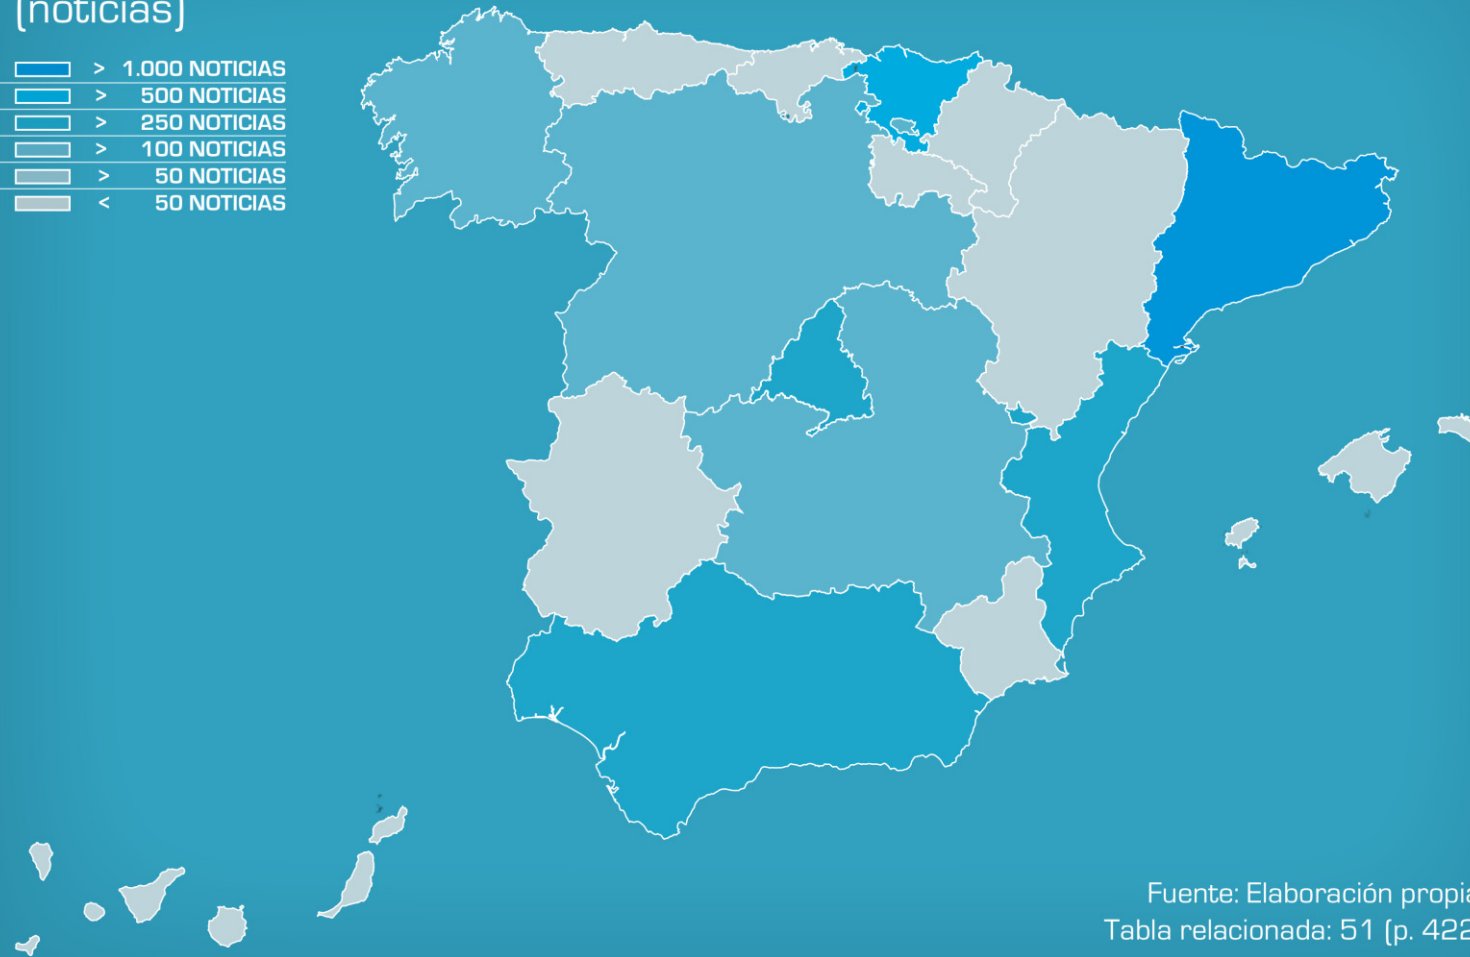 (noticias)
> 1.000 NOTICIAS
> 500 NOTICIAS
> 250 NOTICIAS
> 100 NOTICIAS
> 50 NOTICIAS
< 50 NOTICIAS
Fuente: Elaboración propia
Tabla relacionada: 51 (p. 422